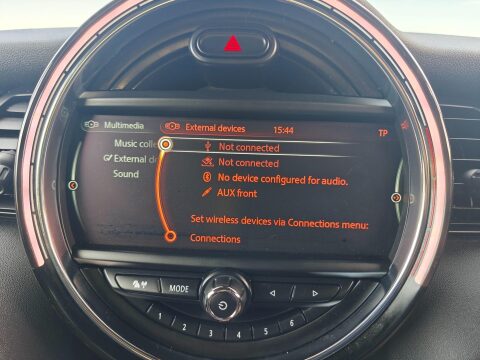 Multimedia
External devices
15:44
TP
Music colle
External de
Sound
Not connected
Not connected
No device configured for audio.
AUX front
Set wireless devices via Connections menu:
Connections
MODE
1 2 3 4 5 6